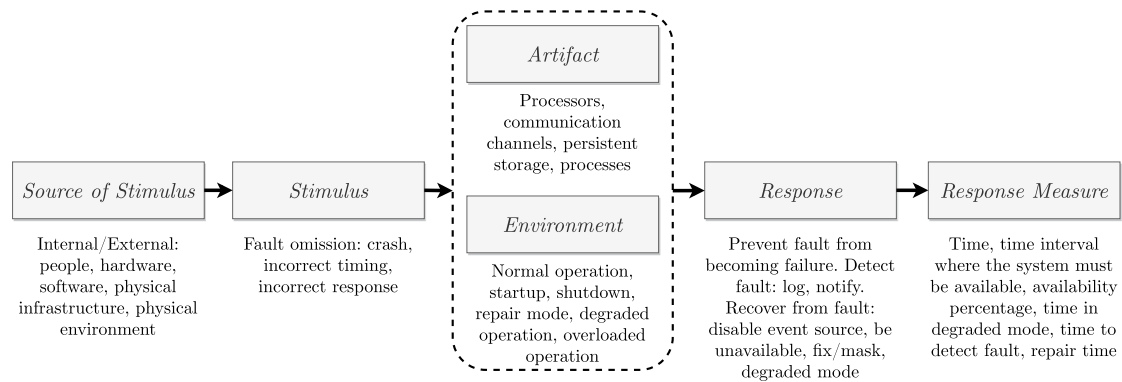 Source of Stimulus
Internal/External:
people, hardware,
software, physical
infrastructure, physical
environment
Stimulus
Fault omission: crash,
incorrect timing,
incorrect response
Artifact
Processors,
communication
channels, persistent
storage, processes
Environment
Normal operation,
startup, shutdown,
repair mode, degraded
operation, overloaded
operation
Response
Prevent fault from
becoming failure. Detect
fault: log, notify.
Recover from fault:
disable event source, be
unavailable, fix/mask,
degraded mode
Response Measure
Time, time interval
where the system must
be available, availability
percentage, time in
degraded mode, time to
detect fault, repair time